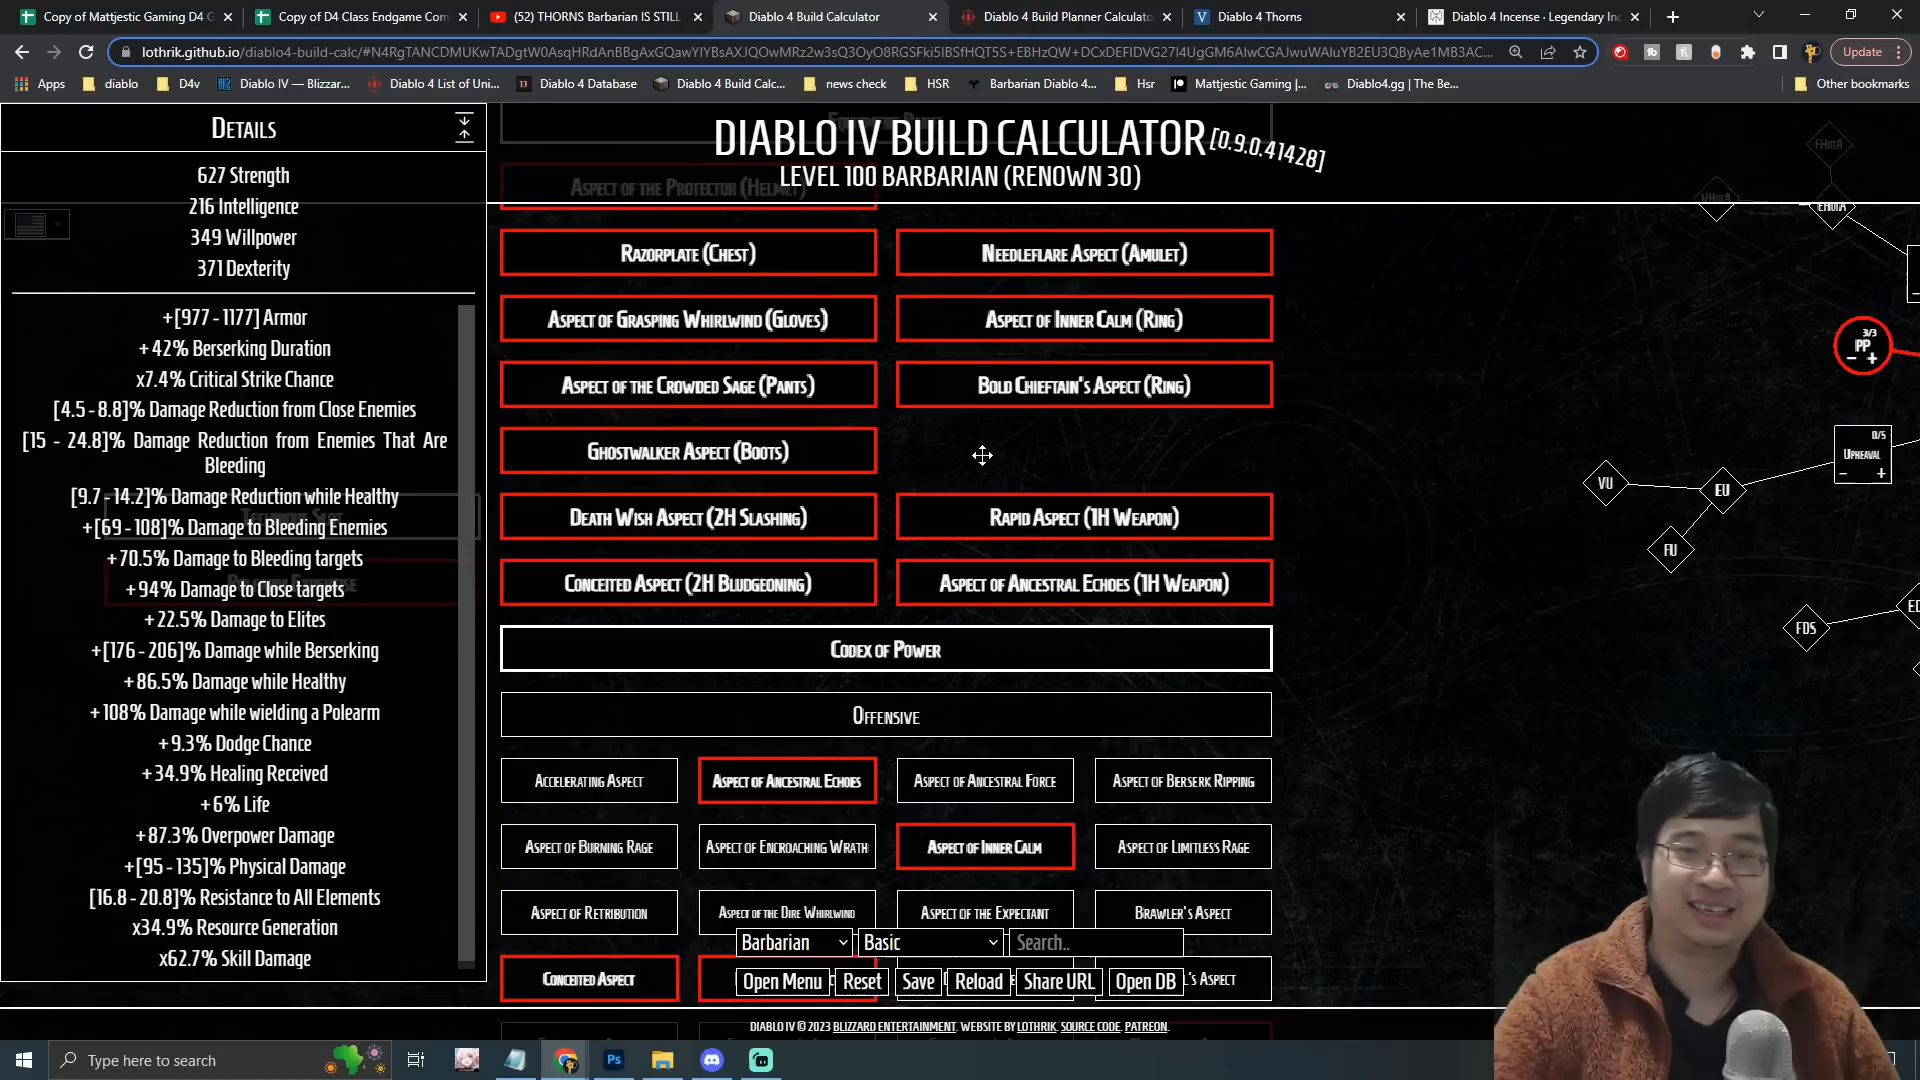 Copy of Mattjestic Gaming D4 G
Copy of D4 Class Endgame Com
(52) THORNS Barbarian IS STILL
Diablo 4 Build Calculator
Diablo 4 Build Planner Calculato
Diablo 4 Thorns
Diablo 4 Incense · Legendary Inc
Update
Apps
diablo
D4v
Diablo IV — Blizzar...
Diablo 4 List of Uni...
Diablo 4 Database
Diablo 4 Build Calc...
news check
HSR
Barbarian Diablo 4...
Hsr
Mattjestic Gaming |...
Diablo4.gg | The Be...
Other bookmarks
DIABLO IV BUILD CALCULATOR [0.9.0.41428]
LEVEL 100 BARBARIAN (RENOWN 30)
DETAILS
627 Strength
216 Intelligence
349 Willpower
371 Dexterity
+[977 - 1177] Armor
+42% Berserking Duration
x7.4% Critical Strike Chance
[4.5 - 8.8]% Damage Reduction from Close Enemies
[15 - 24.8]% Damage Reduction from Enemies That Are
Bleeding
[9.7 - 14.2]% Damage Reduction while Healthy
+[69 - 108]% Damage to Bleeding Enemies
+70.5% Damage to Bleeding targets
+94% Damage to Close targets
+22.5% Damage to Elites
+[176 - 206]% Damage while Berserking
+86.5% Damage while Healthy
+108% Damage while wielding a Polearm
+9.3% Dodge Chance
+34.9% Healing Received
+6% Life
+87.3% Overpower Damage
+[95 - 135]% Physical Damage
[16.8 - 20.8]% Resistance to All Elements
x34.9% Resource Generation
x62.7% Skill Damage
ASPECT OF THE PROTECTOR (HELMET)
RAZORPLATE (CHEST)
NEEDLEFLARE ASPECT (AMULET)
ASPECT OF GRASPING WHIRLWIND (GLOVES)
ASPECT OF INNER CALM (RING)
ASPECT OF THE CROWDED SAGE (PANTS)
BOLD CHIEFTAIN'S ASPECT (RING)
GHOSTWALKER ASPECT (BOOTS)
DEATH WISH ASPECT (2H SLASHING)
RAPID ASPECT (1H WEAPON)
CONCEITED ASPECT (2H BLUDGEONING)
ASPECT OF ANCESTRAL ECHOES (1H WEAPON)
CODEX OF POWER
OFFENSIVE
ACCELERATING ASPECT
ASPECT OF ANCESTRAL ECHOES
ASPECT OF ANCESTRAL FORCE
ASPECT OF BERSERK RIPPING
ASPECT OF BURNING RAGE
ASPECT OF ENCROACHING WRATH
ASPECT OF INNER CALM
ASPECT OF LIMITLESS RAGE
ASPECT OF RETRIBUTION
ASPECT OF THE DIRE WHIRLWIND
ASPECT OF THE EXPECTANT
BRAWLER'S ASPECT
Barbarian
Basic
Search..
CONCEITED ASPECT
'S ASPECT
Open Menu
Reset
Save
Reload
Share URL
Open DB
DIABLO IV © 2023 BLIZZARD ENTERTAINMENT. WEBSITE BY LOTHRIK. SOURCE CODE. PATREON.
EHOTA
3/3
PP
- +
0/5
UPHEAVAL
- +
VU
EU
FU
FDS
Type here to search
Ps